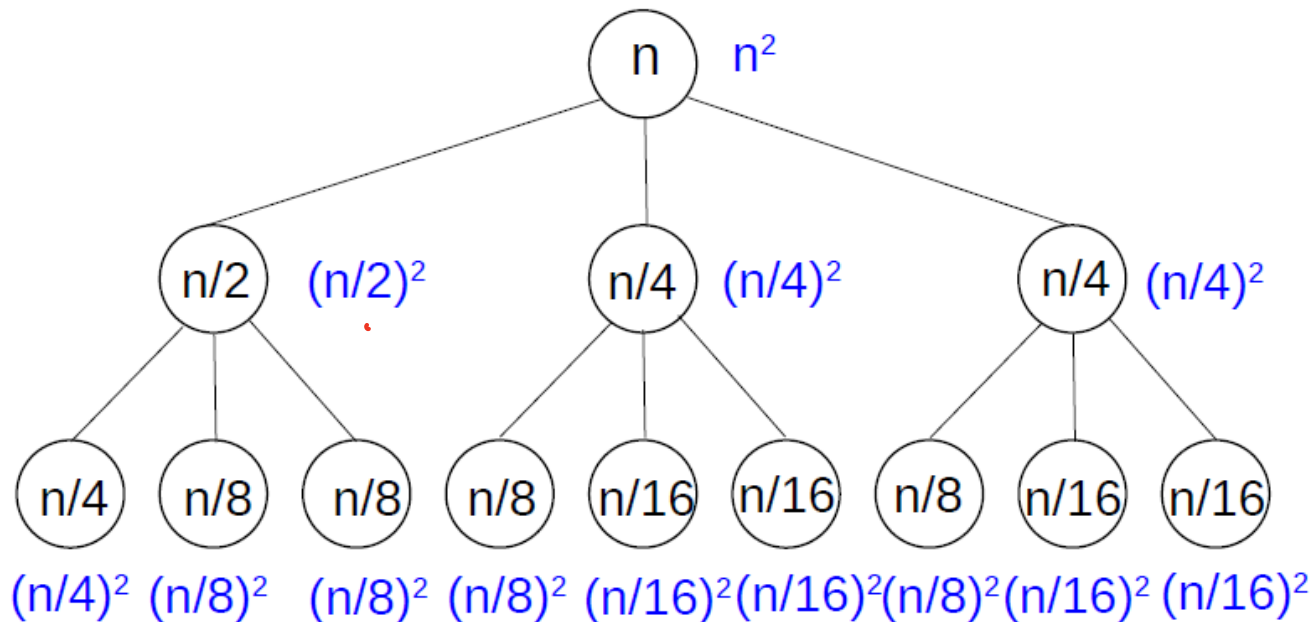 n n²
n/2 (n/2)² n/4 (n/4)² n/4 (n/4)²
n/4 n/8 n/8 n/8 n/16 n/16 n/8 n/16 n/16
(n/4)² (n/8)² (n/8)² (n/8)² (n/16)² (n/16)² (n/8)² (n/16)² (n/16)²